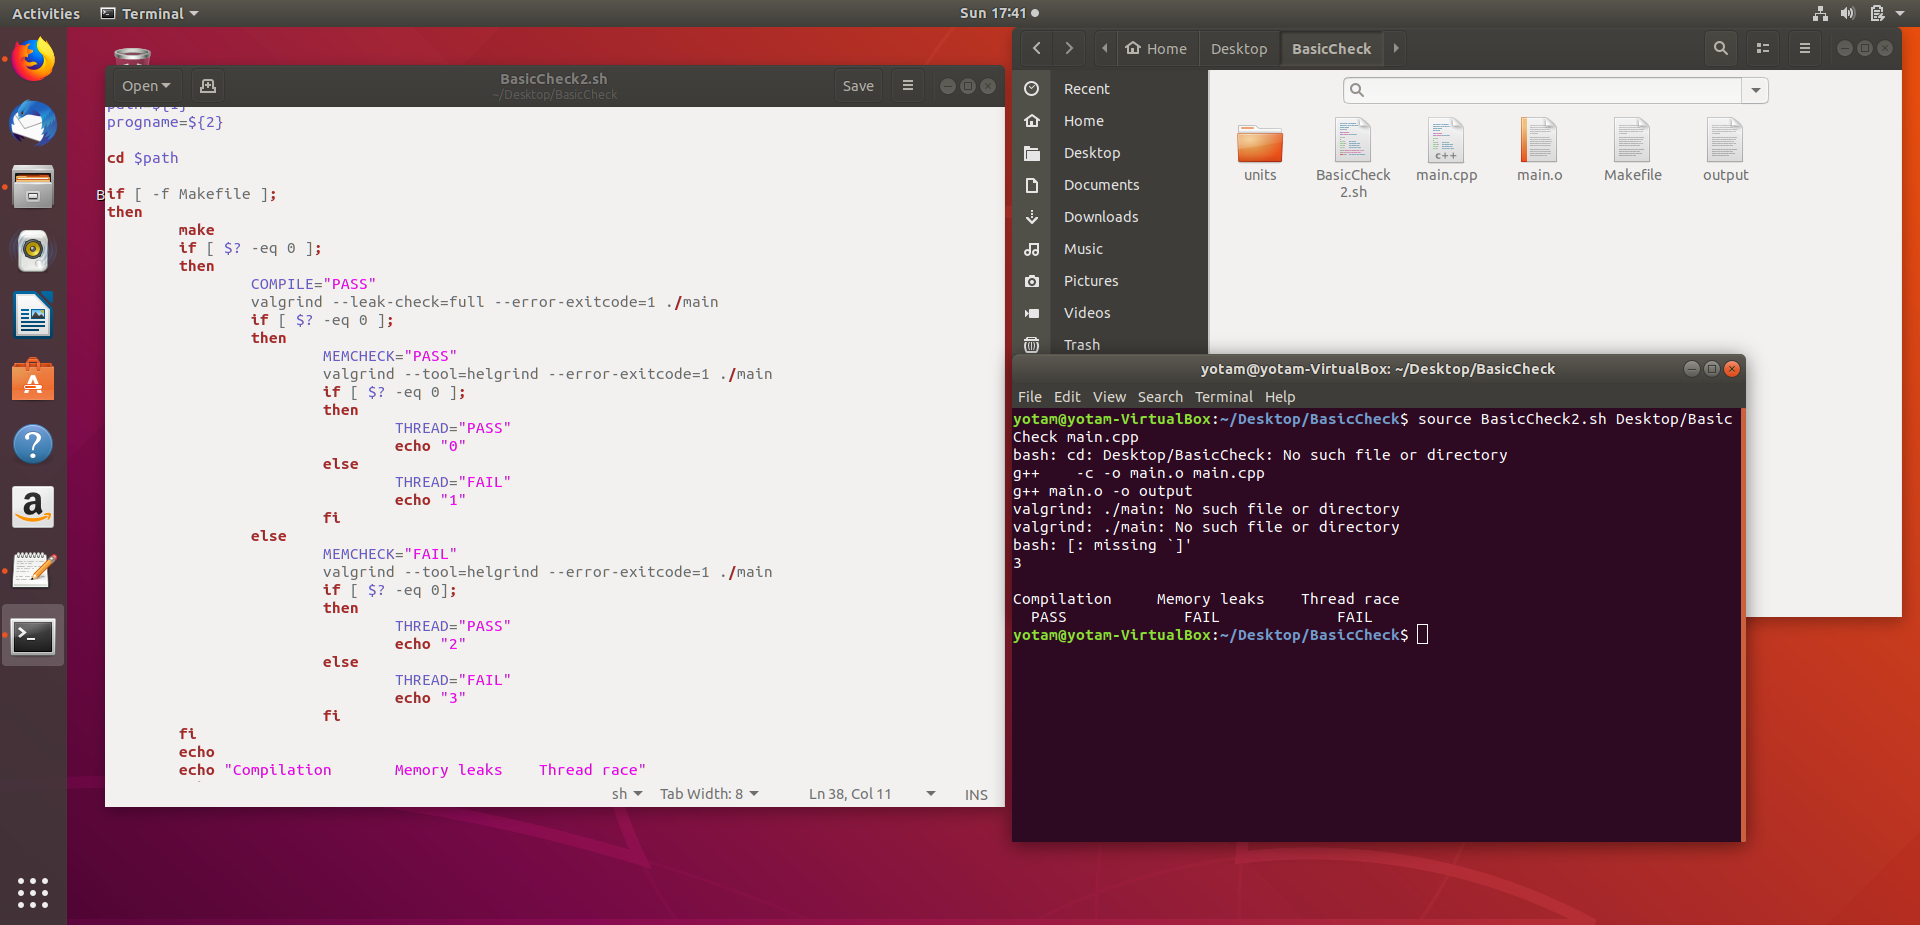 Activities
Terminal
Sun 17:41
Open
BasicCheck2.sh
~/Desktop/BasicCheck
Save
progname=${2}
cd $path
if [ -f Makefile ];
then
make
if [ $? -eq 0 ];
then
COMPILE="PASS"
valgrind --leak-check=full --error-exitcode=1 ./main
if [ $? -eq 0 ];
then
MEMCHECK="PASS"
valgrind --tool=helgrind --error-exitcode=1 ./main
if [ $? -eq 0 ];
then
THREAD="PASS"
echo "0"
else
THREAD="FAIL"
echo "1"
fi
else
MEMCHECK="FAIL"
valgrind --tool=helgrind --error-exitcode=1 ./main
if [ $? -eq 0];
then
THREAD="PASS"
echo "2"
else
THREAD="FAIL"
echo "3"
fi
fi
echo
echo "Compilation       Memory leaks    Thread race"
sh
Tab Width: 8
Ln 38, Col 11
INS
Home
Desktop
BasicCheck
Recent
Home
Desktop
Documents
Downloads
Music
Pictures
Videos
Trash
units
BasicCheck
2.sh
C++
main.cpp
main.o
Makefile
output
yotam@yotam-VirtualBox: ~/Desktop/BasicCheck
File Edit View Search Terminal Help
yotam@yotam-VirtualBox:~/Desktop/BasicCheck$ source BasicCheck2.sh Desktop/Basic
Check main.cpp
bash: cd: Desktop/BasicCheck: No such file or directory
g++    -c -o main.o main.cpp
g++ main.o -o output
valgrind: ./main: No such file or directory
valgrind: ./main: No such file or directory
bash: [: missing `]'
3
Compilation     Memory leaks    Thread race
PASS             FAIL             FAIL
yotam@yotam-VirtualBox:~/Desktop/BasicCheck$